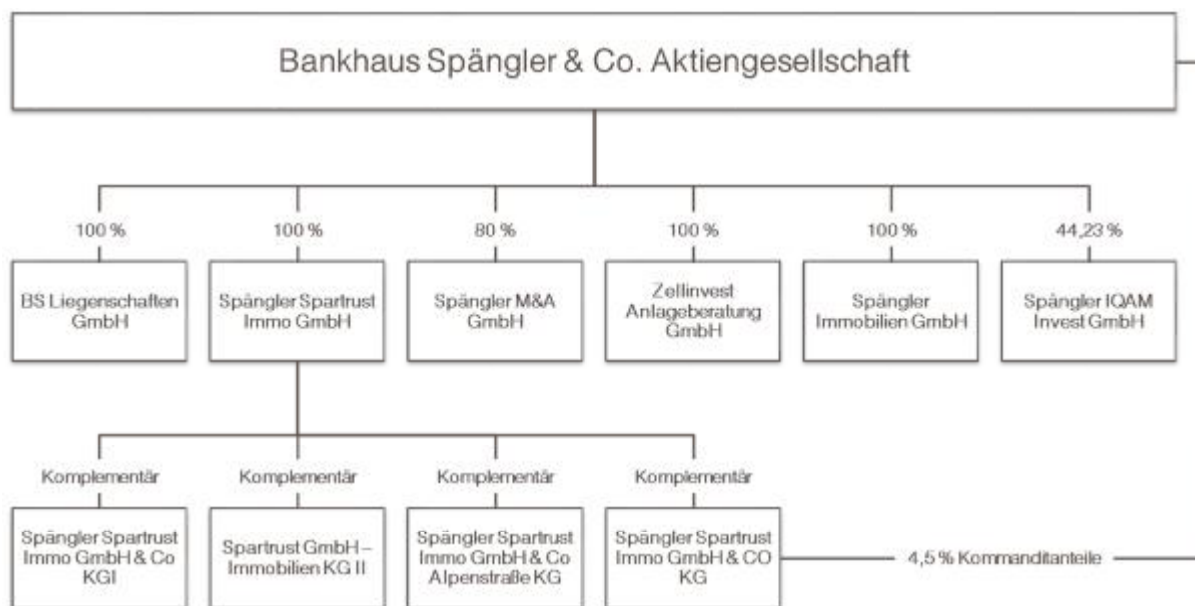 Bankhaus Spängler & Co. Aktiengesellschaft
100 %
100 %
80 %
100 %
100 %
44,23 %
BS Liegenschaften
GmbH
Spängler Spartrust
Immo GmbH
Spängler M&A
GmbH
Zellinvest
Anlageberatung
GmbH
Spängler
Immobilien GmbH
Spängler IQAM
Invest GmbH
Komplementär
Komplementär
Komplementär
Komplementär
Spängler Spartrust
Immo GmbH & Co
KG I
Spartrust GmbH –
Immobilien KG II
Spängler Spartrust
Immo GmbH & Co
Alpenstraße KG
Spängler Spartrust
Immo GmbH & CO
KG
4,5 % Kommanditanteile